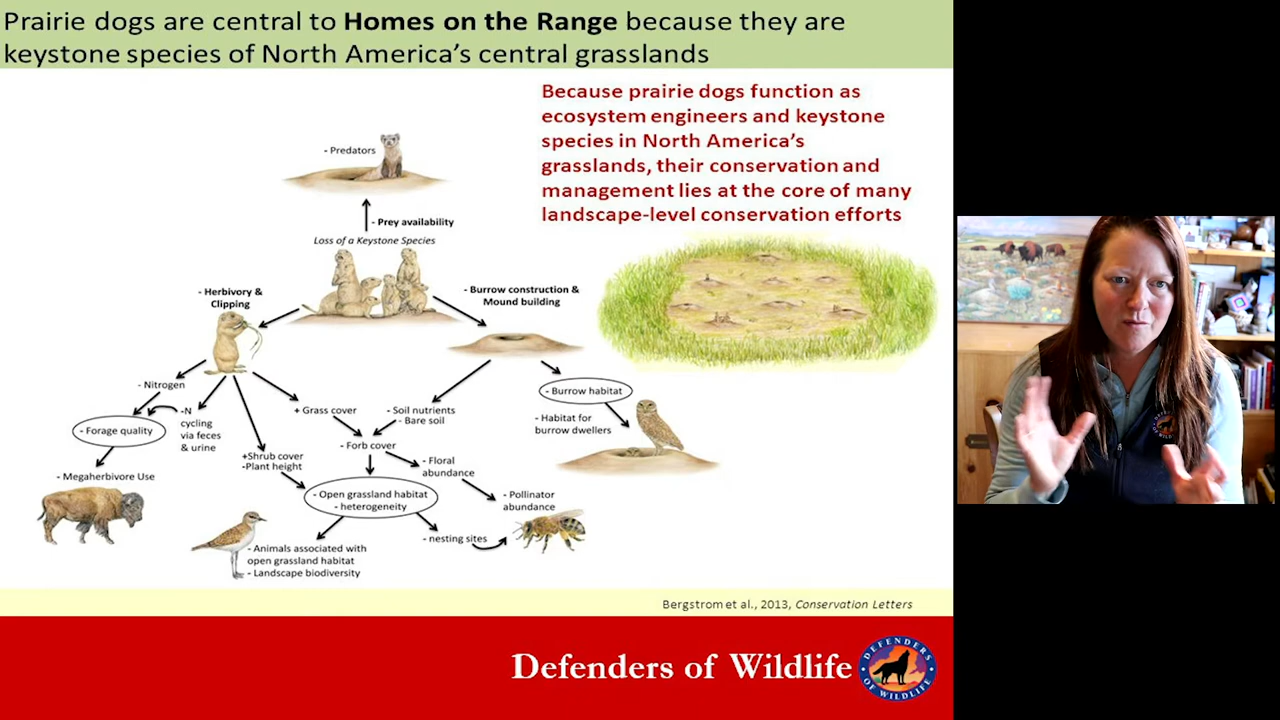 Prairie dogs are central to Homes on the Range because they are
keystone species of North America's central grasslands
Because prairie dogs function as
ecosystem engineers and keystone
species in North America's
grasslands, their conservation and
management lies at the core of many
landscape-level conservation efforts
- Predators
- Prey availability
Loss of a Keystone Species
- Herbivory &
Clipping
- Burrow construction &
Mound building
- Nitrogen
- Forage quality
-N
cycling
via feces
& urine
- Megaherbivore Use
+ Grass cover
+Shrub cover
-Plant height
- Soil nutrients
- Bare soil
- Forb cover
- Floral
abundance
- Burrow habitat
- Habitat for
burrow dwellers
- Open grassland habitat
- heterogeneity
- Pollinator
abundance
- nesting sites
- Animals associated with
open grassland habitat
- Landscape biodiversity
Bergstrom et al., 2013, Conservation Letters
Defenders of Wildlife
DEFENDERS
OF WILDLIFE